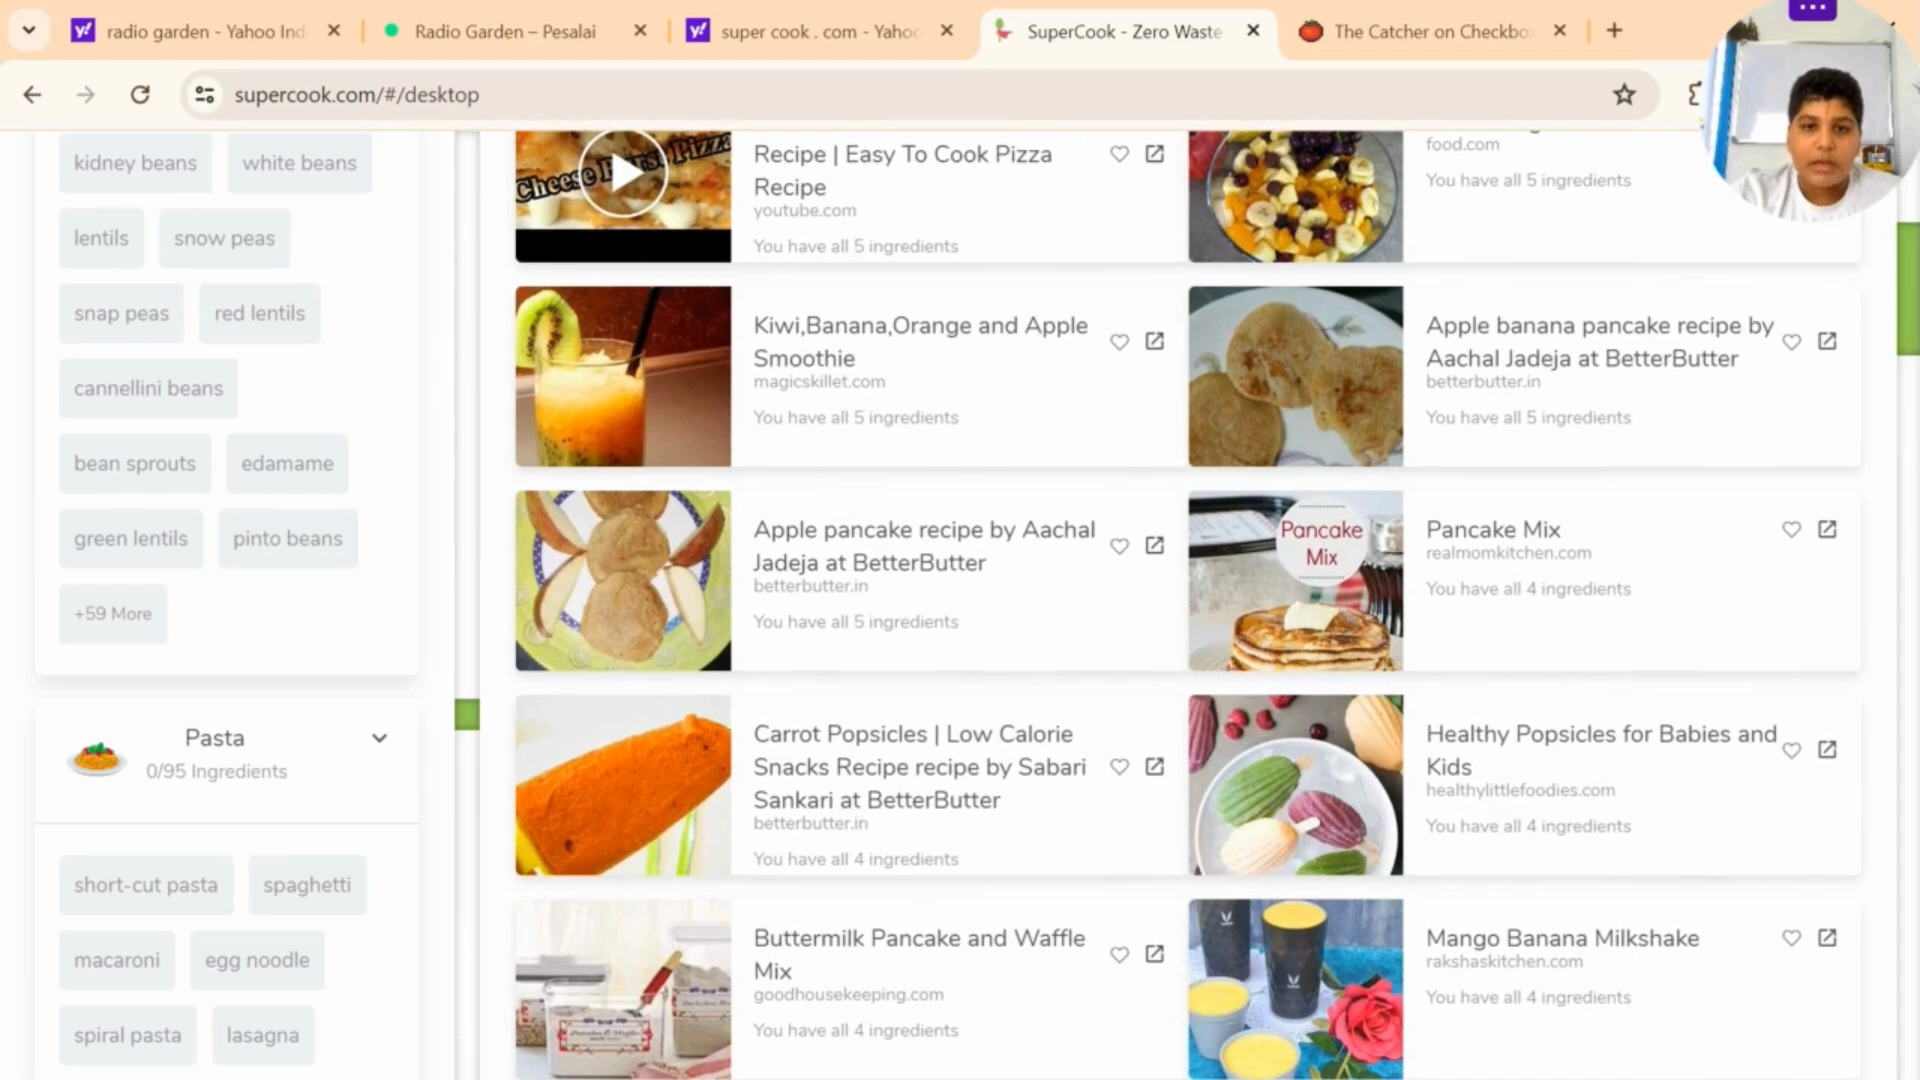 radio garden - Yahoo Ind
Radio Garden – Pesalai
super cook . com - Yahoo
SuperCook - Zero Waste
The Catcher on Checkbo
supercook.com/#/desktop
kidney beans
white beans
lentils
snow peas
snap peas
red lentils
cannellini beans
bean sprouts
edamame
green lentils
pinto beans
+59 More
Pasta
0/95 Ingredients
short-cut pasta
spaghetti
macaroni
egg noodle
spiral pasta
lasagna
Cheese Burst Pizza
Recipe | Easy To Cook Pizza
Recipe
youtube.com
You have all 5 ingredients
food.com
You have all 5 ingredients
Kiwi,Banana,Orange and Apple
Smoothie
magicskillet.com
You have all 5 ingredients
Apple banana pancake recipe by
Aachal Jadeja at BetterButter
betterbutter.in
You have all 5 ingredients
Apple pancake recipe by Aachal
Jadeja at BetterButter
betterbutter.in
You have all 5 ingredients
Pancake
Mix
Pancake Mix
realmomkitchen.com
You have all 4 ingredients
Carrot Popsicles | Low Calorie
Snacks Recipe recipe by Sabari
Sankari at BetterButter
betterbutter.in
You have all 4 ingredients
Healthy Popsicles for Babies and
Kids
healthylittlefoodies.com
You have all 4 ingredients
Buttermilk Pancake and Waffle
Mix
goodhousekeeping.com
You have all 4 ingredients
Mango Banana Milkshake
rakshaskitchen.com
You have all 4 ingredients